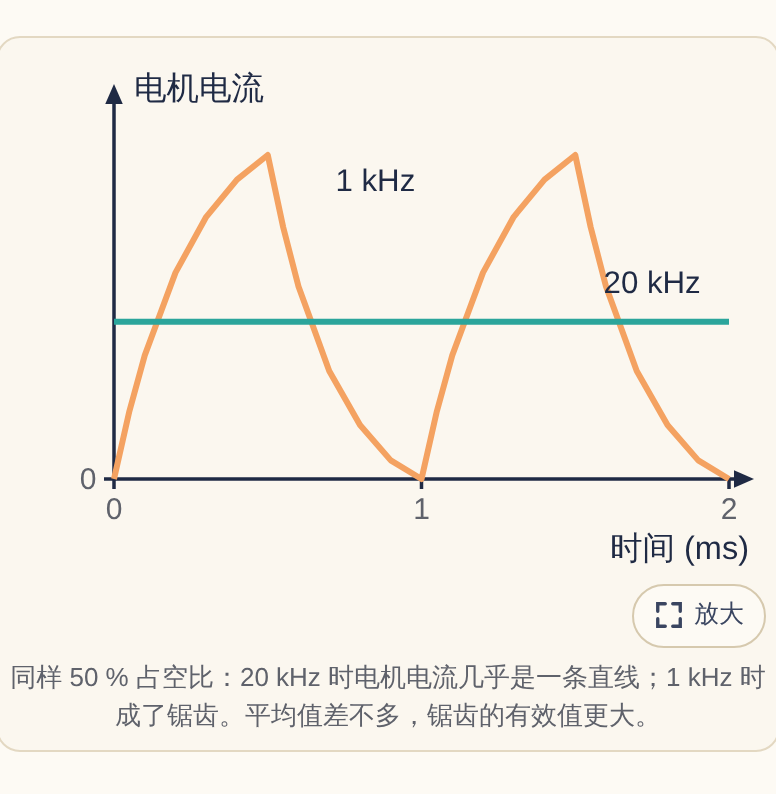 电机电流
1 kHz
20 kHz
0
0 1 2
时间 (ms)
放大
同样 50 % 占空比：20 kHz 时电机电流几乎是一条直线；1 kHz 时
成了锯齿。平均值差不多，锯齿的有效值更大。